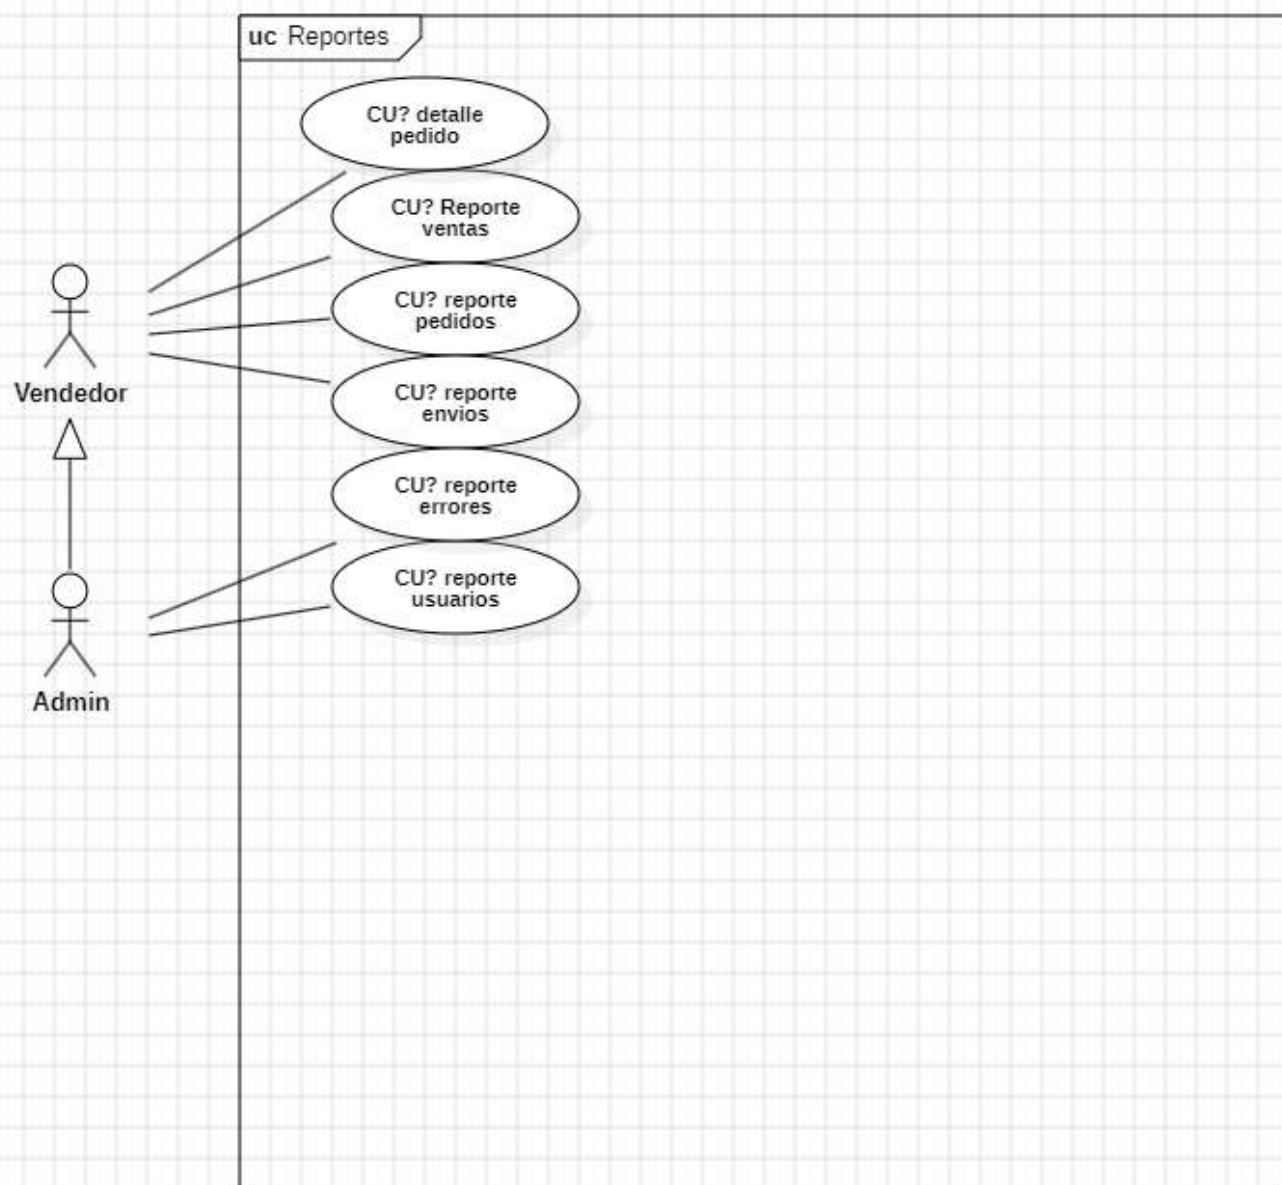 uc Reportes
CU? detalle
pedido
CU? Reporte
ventas
CU? reporte
pedidos
CU? reporte
envios
CU? reporte
errores
CU? reporte
usuarios
Vendedor
Admin